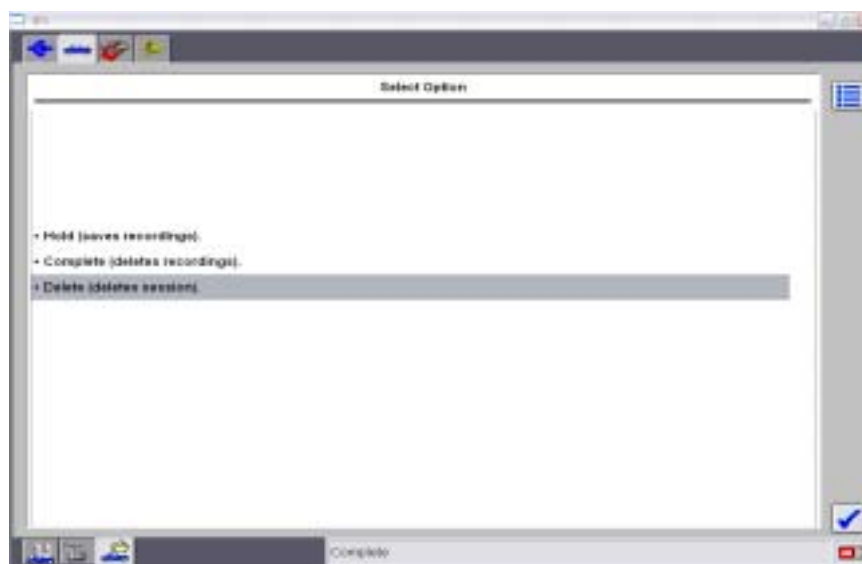 Select Option
• Hold (saves recordings).
• Complete (deletes recordings).
• Delete (deletes session).
Complete